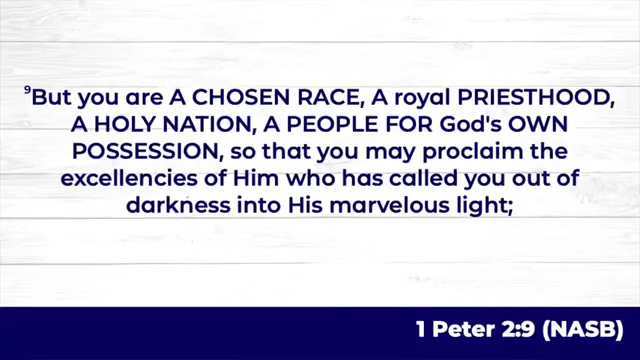 ⁹But you are A CHOSEN RACE, A royal PRIESTHOOD,
A HOLY NATION, A PEOPLE FOR God's OWN
POSSESSION, so that you may proclaim the
excellencies of Him who has called you out of
darkness into His marvelous light;
1 Peter 2:9 (NASB)